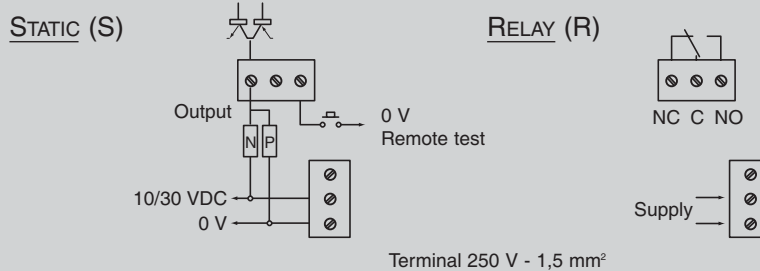 STATIC (S)
RELAY (R)
Output
N P
0 V
Remote test
10/30 VDC
0 V
NC C NO
Supply
Terminal 250 V - 1,5 mm²